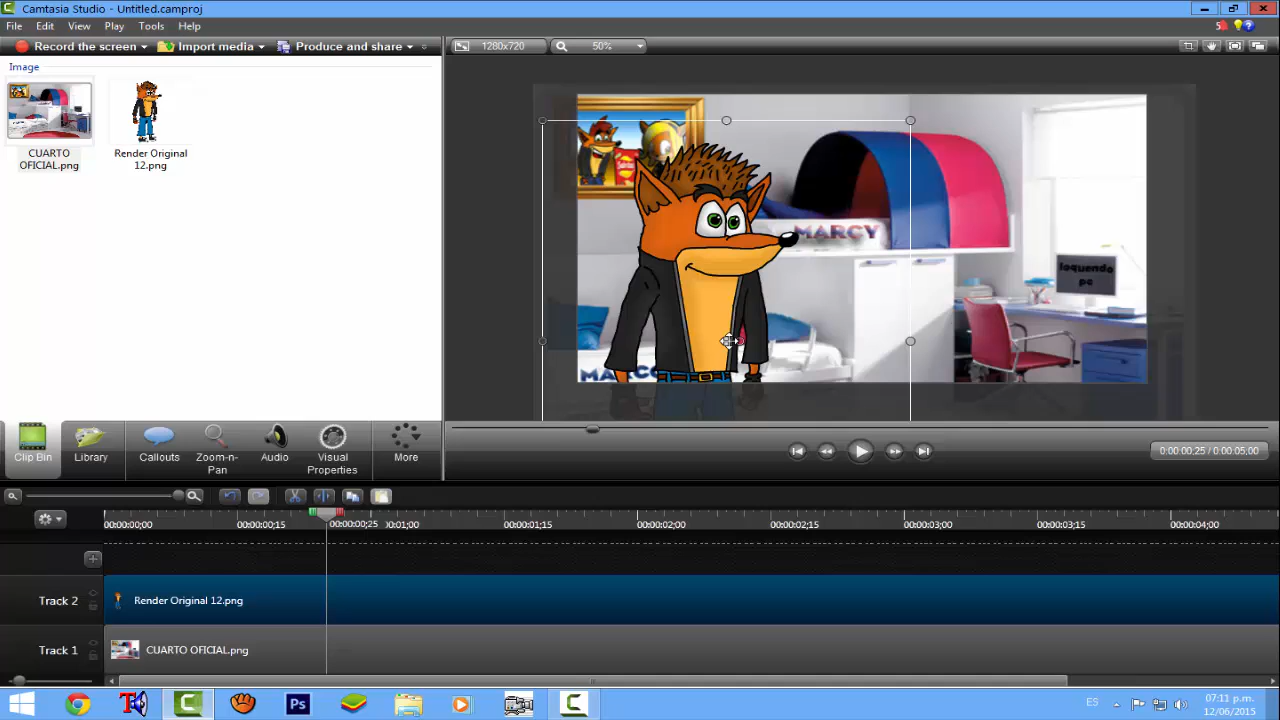 Camtasia Studio - Untitled.camproj
File Edit View Play Tools Help
5
Record the screen Import media Produce and share
1280x720 50%
Image
CUARTO OFICIAL.png
Render Original 12.png
MARCY
loquendo
pc
MARCO
Clip Bin Library Callouts Zoom-n-Pan Audio Visual Properties More
0:00:00;25 / 0:00:05;00
00:00:00;00 00:00:00;15 00:00:00;25 00:01;00 00:00:01;15 00:00:02;00 00:00:02;15 00:00:03;00 00:00:03;15 00:00:04;00
Track 2 Render Original 12.png
Track 1 CUARTO OFICIAL.png
Ps ES 07:11 p.m.
12/06/2015